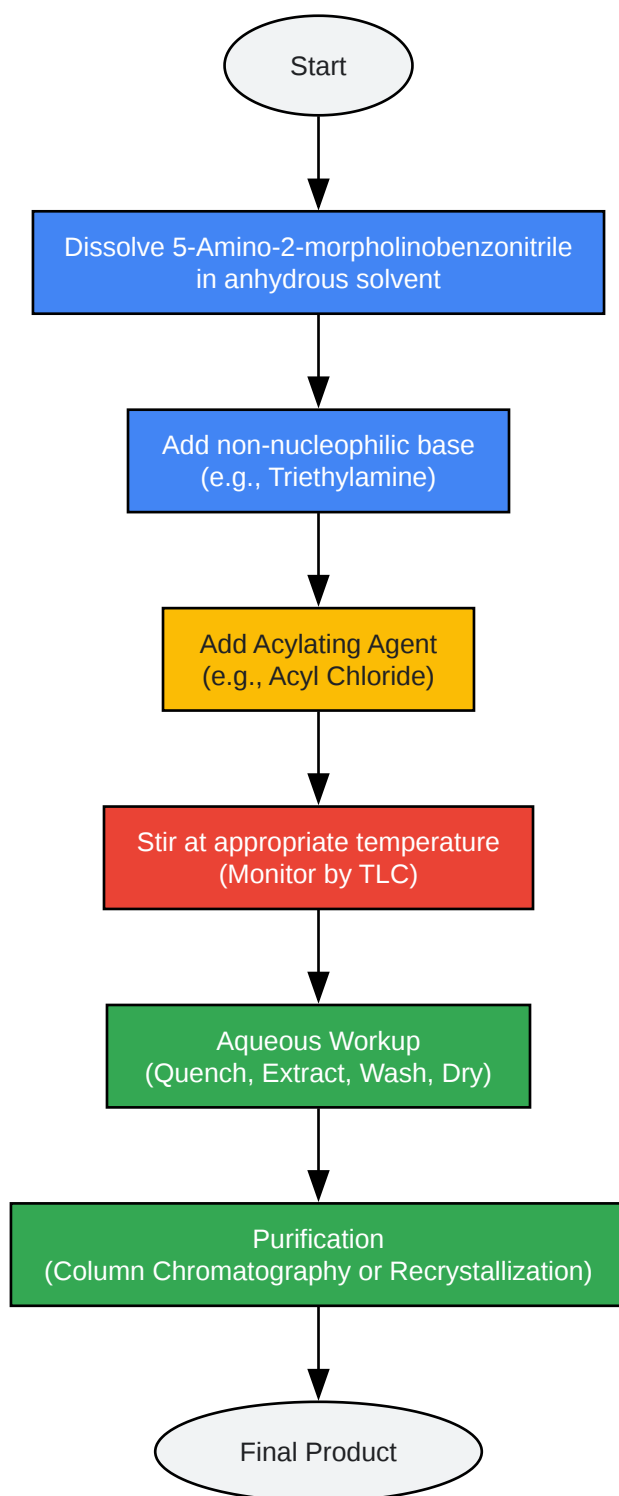 Start
Dissolve 5-Amino-2-morpholinobenzonitrile
in anhydrous solvent
Add non-nucleophilic base
(e.g., Triethylamine)
Add Acylating Agent
(e.g., Acyl Chloride)
Stir at appropriate temperature
(Monitor by TLC)
Aqueous Workup
(Quench, Extract, Wash, Dry)
Purification
(Column Chromatography or Recrystallization)
Final Product